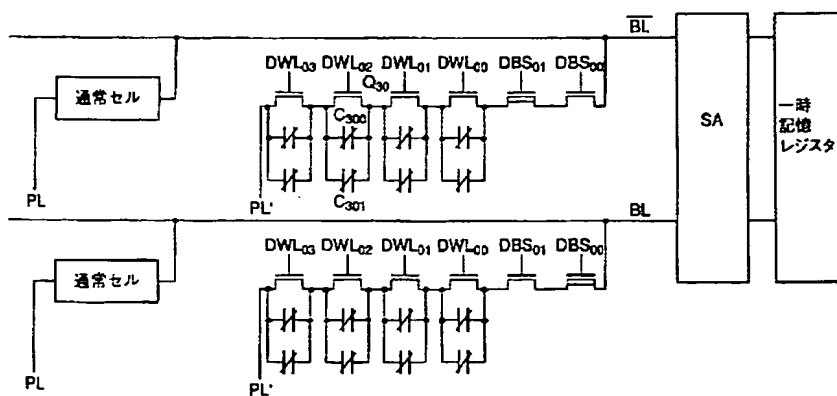 BL
DWL03 DWL02 DWL01 DWL00 DBS01 DBS00
Q30
通常セル
C300
SA
一時
記憶
レジスタ
PL
PL'
C301
BL
DWL03 DWL02 DWL01 DWL00 DBS01 DBS00
通常セル
PL
PL'